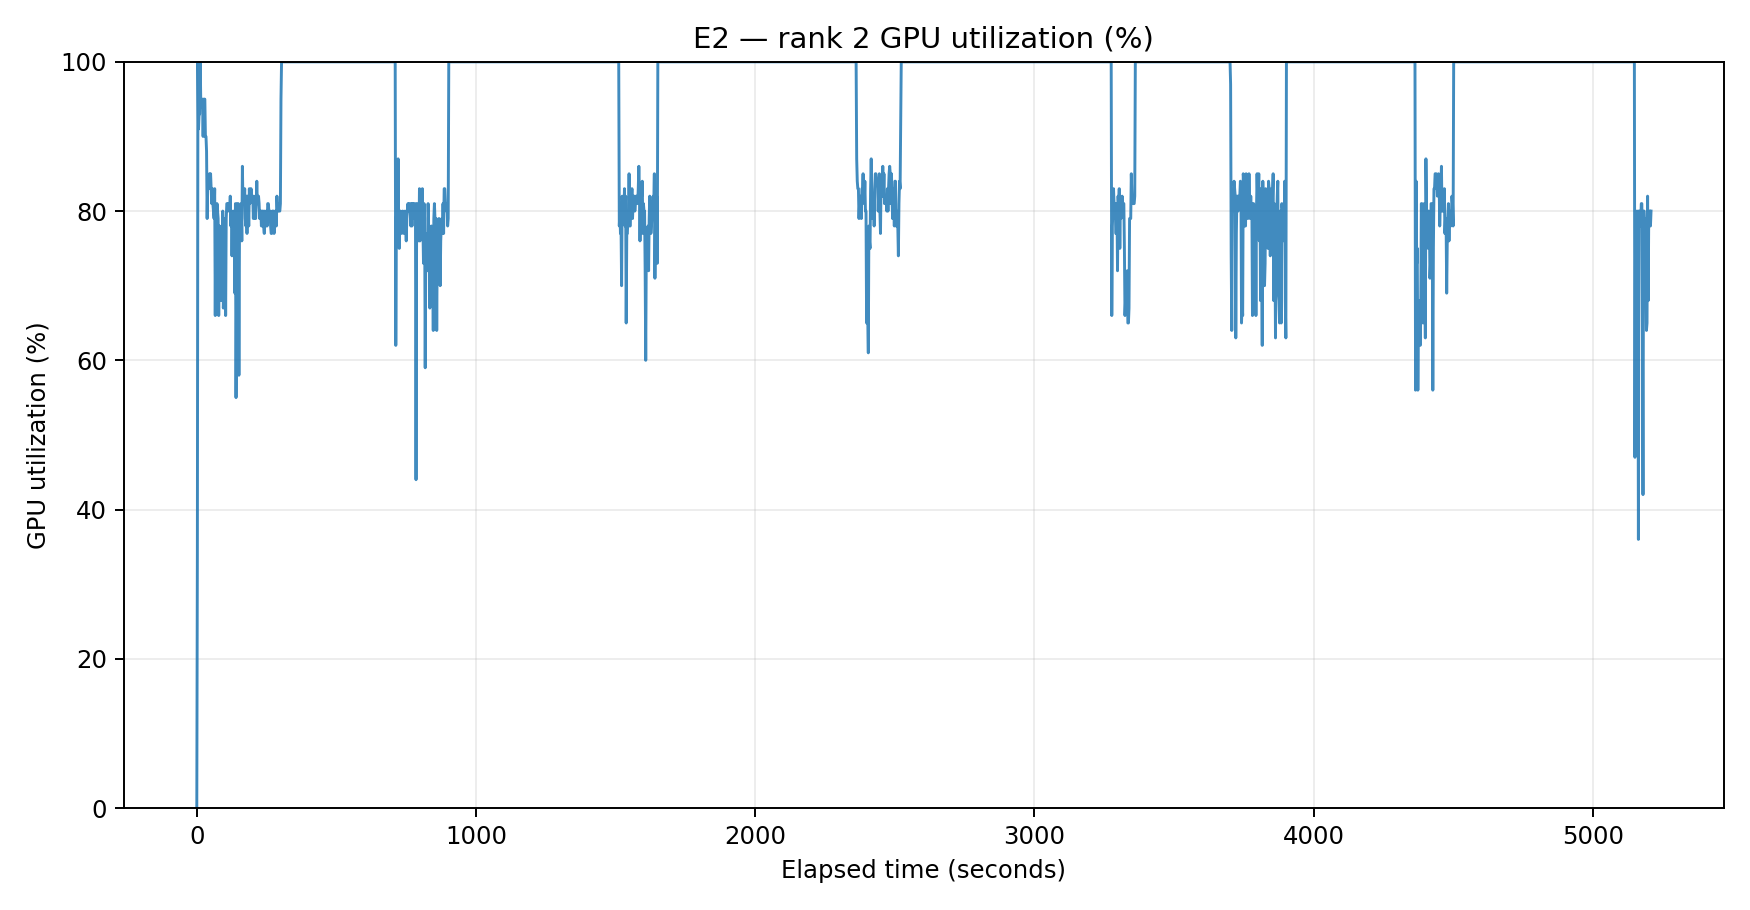 E2 — rank 2 GPU utilization (%)
GPU utilization (%)
100
80
60
40
20
0
0 1000 2000 3000 4000 5000
Elapsed time (seconds)